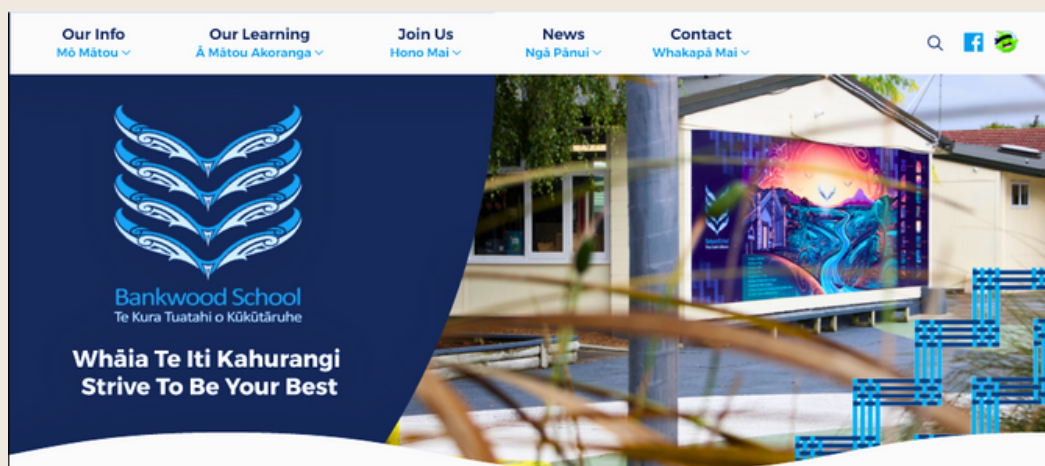 Our Info
Mō Mātou
Our Learning
Ā Mātou Akoranga
Join Us
Hono Mai
News
Ngā Pānui
Contact
Whakapā Mai
Bankwood School
Te Kura Tuatahi o Kūkūtāruhe
Whāia Te Iti Kahurangi
Strive To Be Your Best